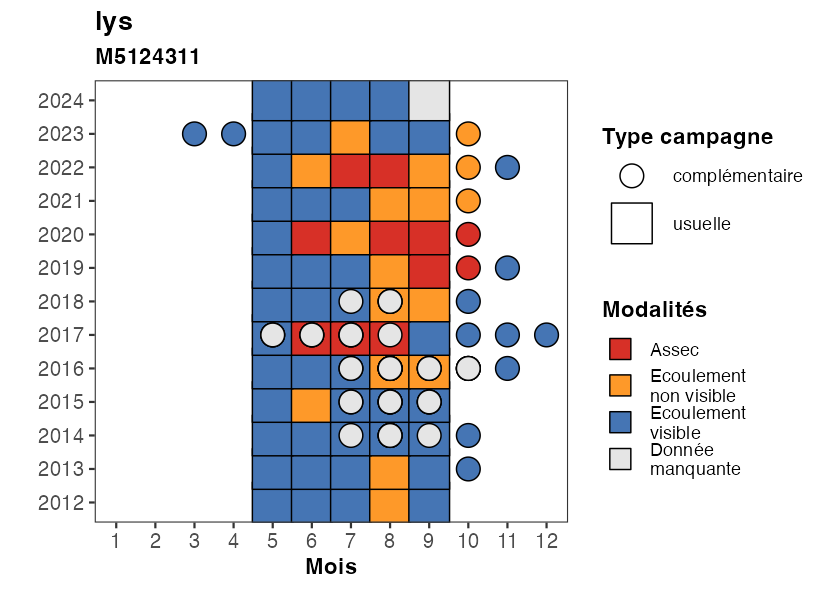 lys
M5124311
2024
2023
2022
2021
2020
2019
2018
2017
2016
2015
2014
2013
2012
1 2 3 4 5 6 7 8 9 10 11 12
Mois
Type campagne
complémentaire
usuelle
Modalités
Assec
Ecoulement
non visible
Ecoulement
visible
Donnée
manquante